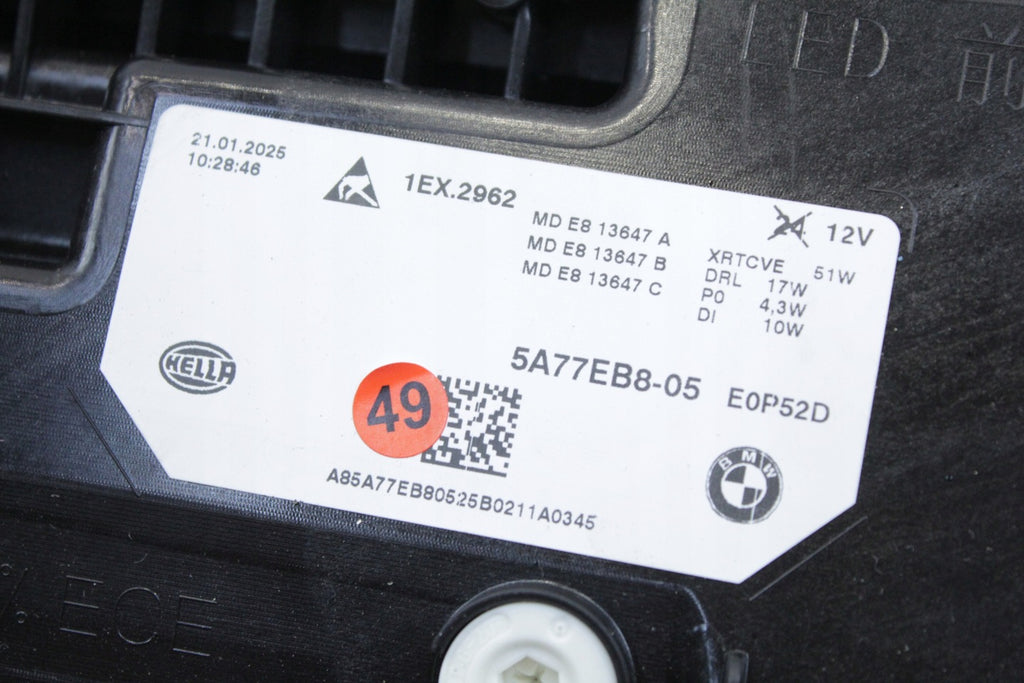 LED 前
21.01.2025
10:28:46
1EX.2962
MD E8 13647 A
MD E8 13647 B
MD E8 13647 C
24 12V
XRTCVE 51W
DRL 17W
P0 4,3W
DI 10W
HELLA
49
5A77EB8-05 E0P52D
BMW
A85A77EB80525B0211A0345
% ECE